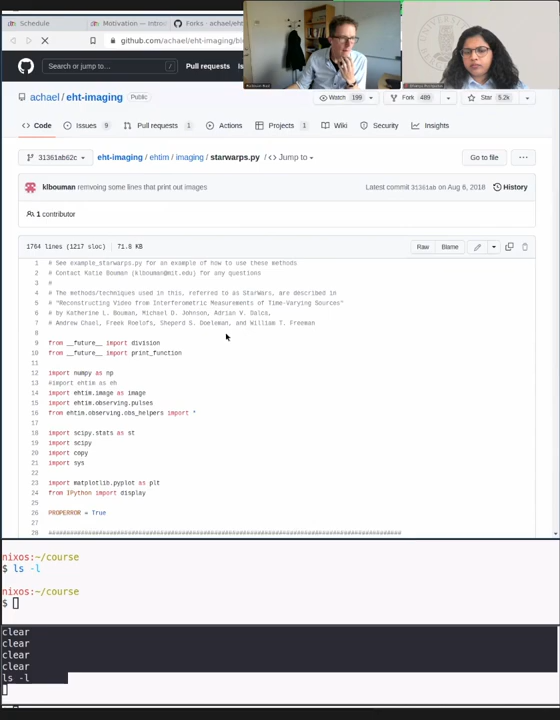 Schedule
Motivation — Introd
Forks · achael/eht
github.com/achael/eht-imaging/bl
Search or jump to...
/
Pull requests
achael / eht-imaging
Public
Watch
199
Fork
489
Star
5.2k
Code
Issues
9
Pull requests
1
Actions
Projects
1
Wiki
Security
Insights
31361ab62c
eht-imaging / ehtim / imaging / starwarps.py / <> Jump to
Go to file
klbouman remvoing some lines that print out images
Latest commit 31361ab on Aug 6, 2018
History
1 contributor
1764 lines (1217 sloc)
71.8 KB
Raw
Blame
1 # See example_starwarps.py for an example of how to use these methods
2 # Contact Katie Bouman (klbouman@mit.edu) for any questions
3 #
4 # The methods/techniques used in this, referred to as StarWars, are described in
5 # "Reconstructing Video from Interferometric Measurements of Time-Varying Sources"
6 # by Katherine L. Bouman, Michael D. Johnson, Adrian V. Dalca,
7 # Andrew Chael, Freek Roelofs, Sheperd S. Doeleman, and William T. Freeman
8
9 from __future__ import division
10 from __future__ import print_function
11
12 import numpy as np
13 #import ehtim as eh
14 import ehtim.image as image
15 import ehtim.observing.pulses
16 from ehtim.observing.obs_helpers import *
17
18 import scipy.stats as st
19 import scipy
20 import copy
21 import sys
22
23 import matplotlib.pyplot as plt
24 from IPython import display
25
26 PROPERROR = True
27
28 ################################################################################
nixos:~/course
$ ls -l
nixos:~/course
$
clear
clear
clear
clear
ls -l